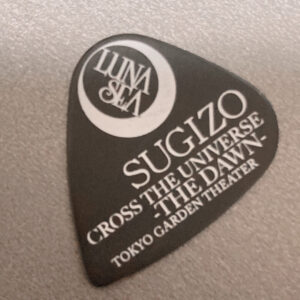 LUNA
SEA
SUGIZO
CROSS THE UNIVERSE
-THE DAWN-
TOKYO GARDEN THEATER